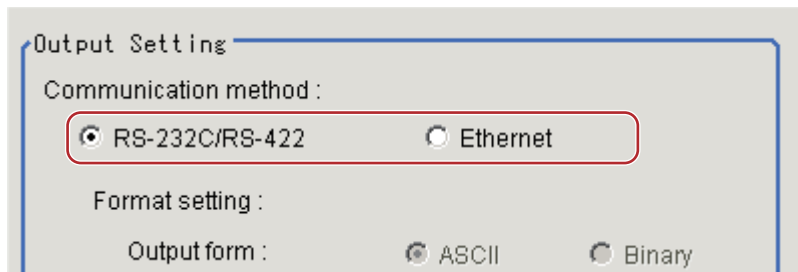 Output Setting
Communication method :
RS-232C/RS-422 Ethernet
Format setting :
Output form : ASCII Binary